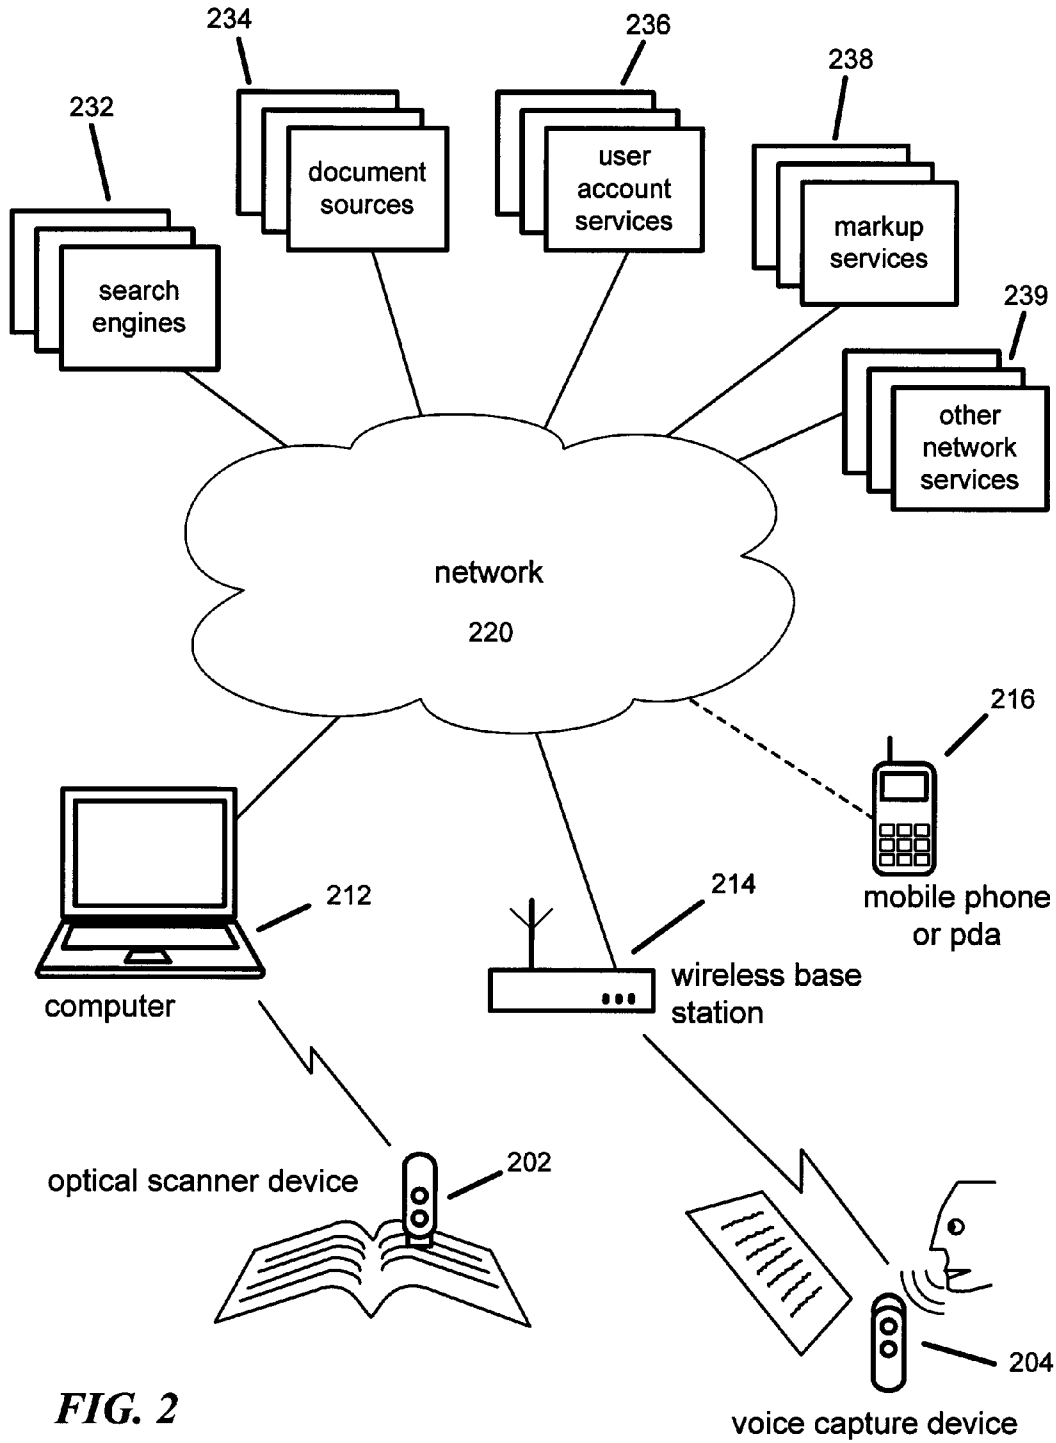 234
236
238
232
document
sources
user
account
services
markup
services
search
engines
239
other
network
services
network
220
216
mobile phone
or pda
212
214
computer
wireless base
station
optical scanner device
202
204
FIG. 2
voice capture device